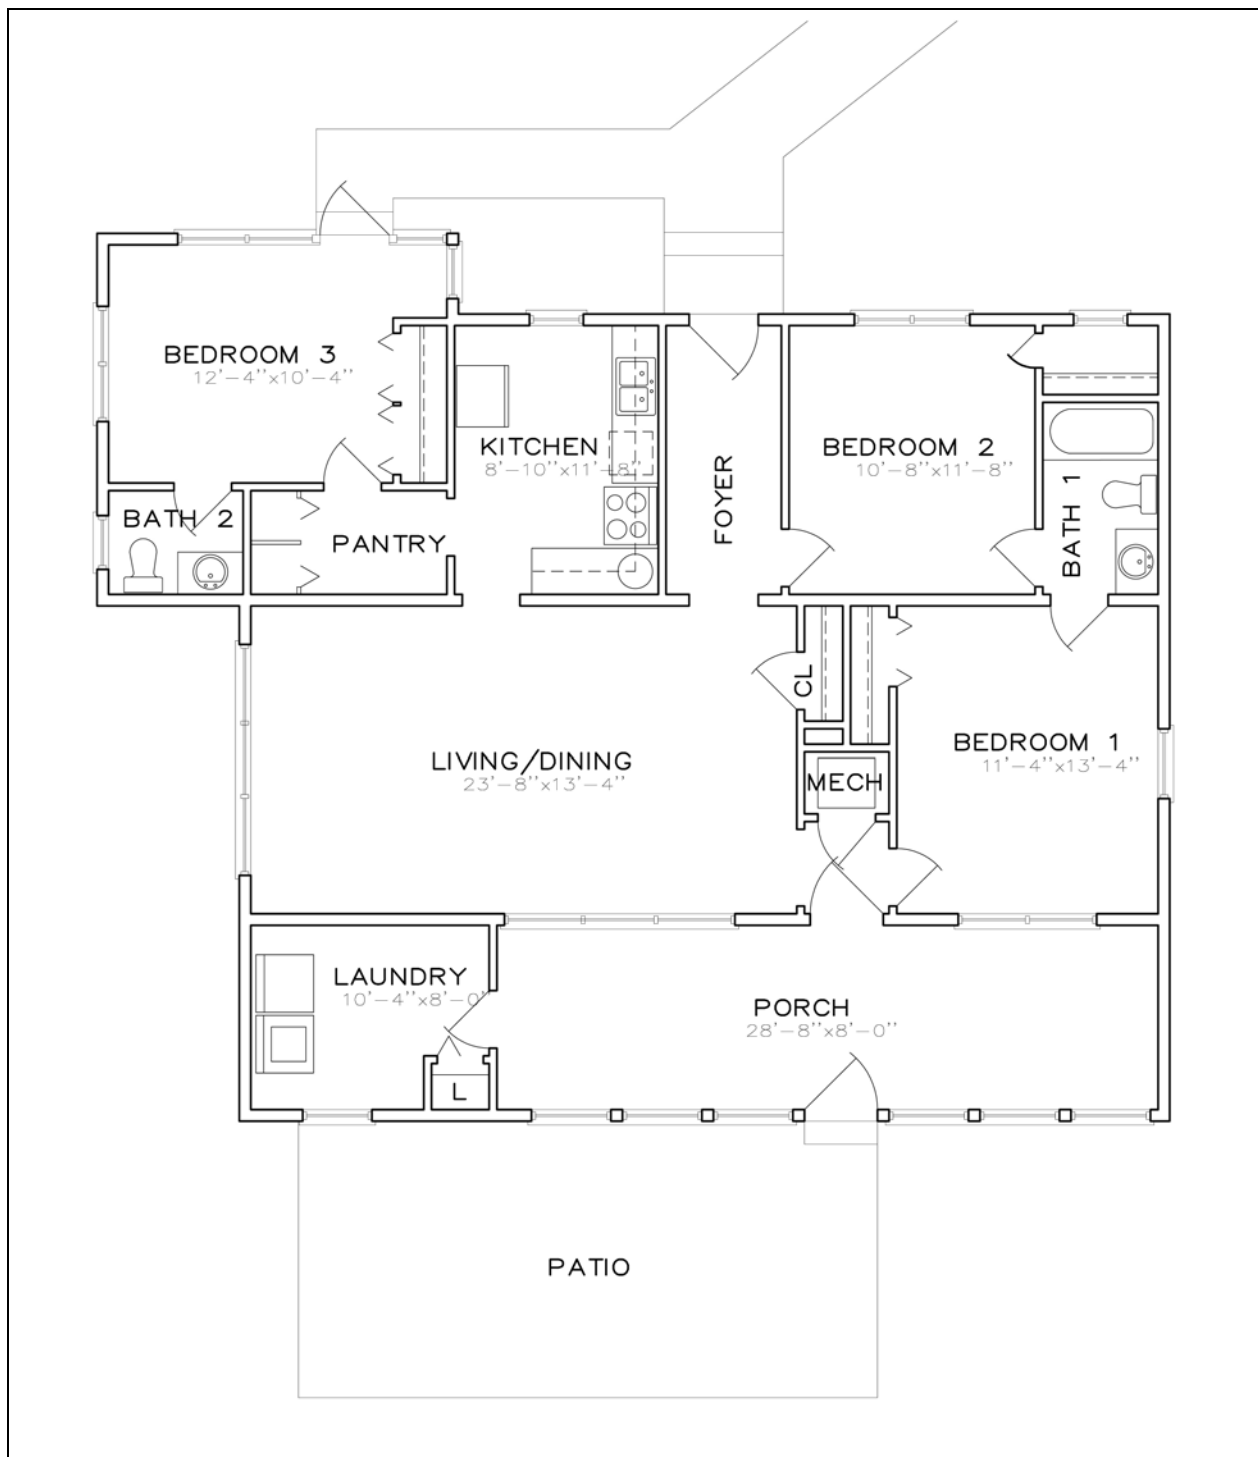 BEDROOM 3
12'-4"x10'-4"
KITCHEN
8'-10"x11'-8"
FOYER
BEDROOM 2
10'-8"x11'-8"
BATH 1
BATH 2
PANTRY
CL
LIVING/DINING
23'-8"x13'-4"
MECH
BEDROOM 1
11'-4"x13'-4"
LAUNDRY
10'-4"x8'-0"
PORCH
28'-8"x8'-0"
L
PATIO